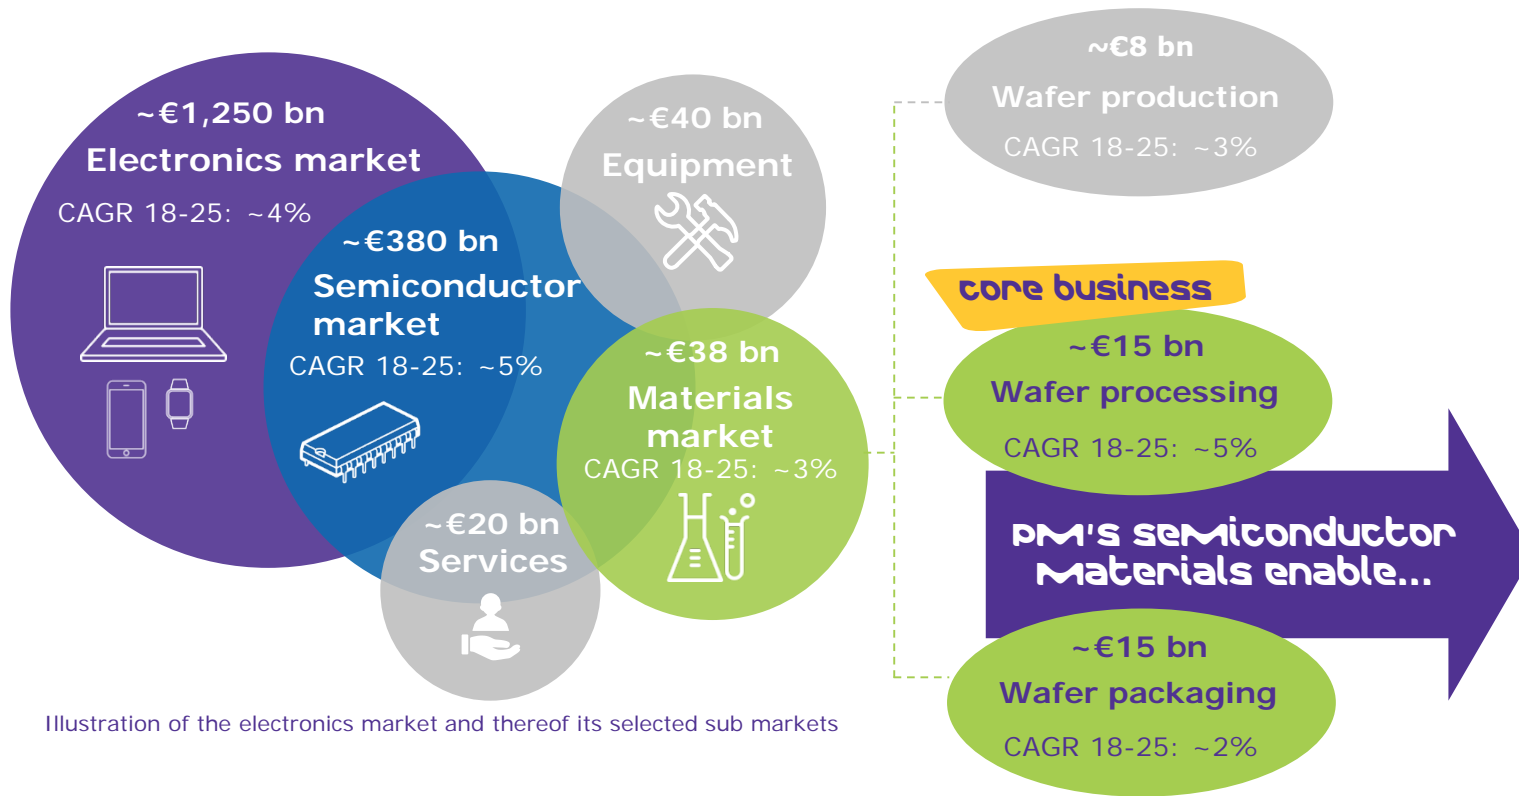 ~€1,250 bn
Electronics market
CAGR 18-25: ~4%
~€380 bn
Semiconductor
market
CAGR 18-25: ~5%
~€40 bn
Equipment
~€38 bn
Materials
market
CAGR 18-25: ~3%
~€20 bn
Services
~€8 bn
Wafer production
CAGR 18-25: ~3%
core business
~€15 bn
Wafer processing
CAGR 18-25: ~5%
PM's semiconductor
Materials enable...
~€15 bn
Wafer packaging
CAGR 18-25: ~2%
Illustration of the electronics market and thereof its selected sub markets